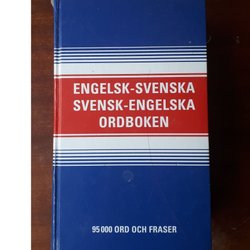 ENGELSK-SVENSKA
SVENSK-ENGELSKA
ORDBOKEN
95 000 ORD OCH FRASER